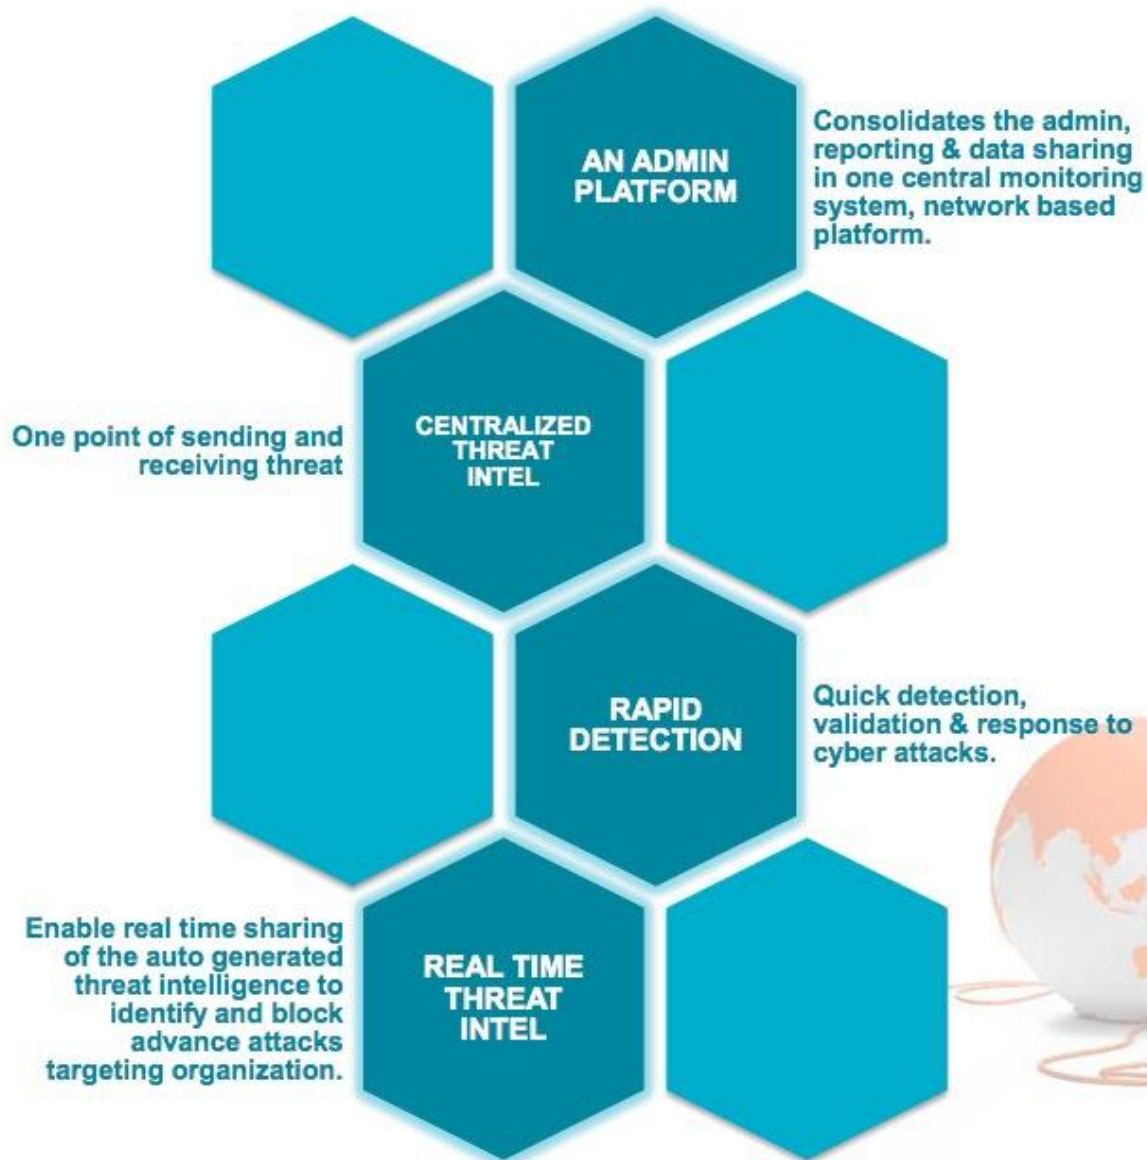 AN ADMIN
PLATFORM
Consolidates the admin,
reporting & data sharing
in one central monitoring
system, network based
platform.
One point of sending and
receiving threat
CENTRALIZED
THREAT
INTEL
RAPID
DETECTION
Quick detection,
validation & response to
cyber attacks.
Enable real time sharing
of the auto generated
threat intelligence to
identify and block
advance attacks
targeting organization.
REAL TIME
THREAT
INTEL